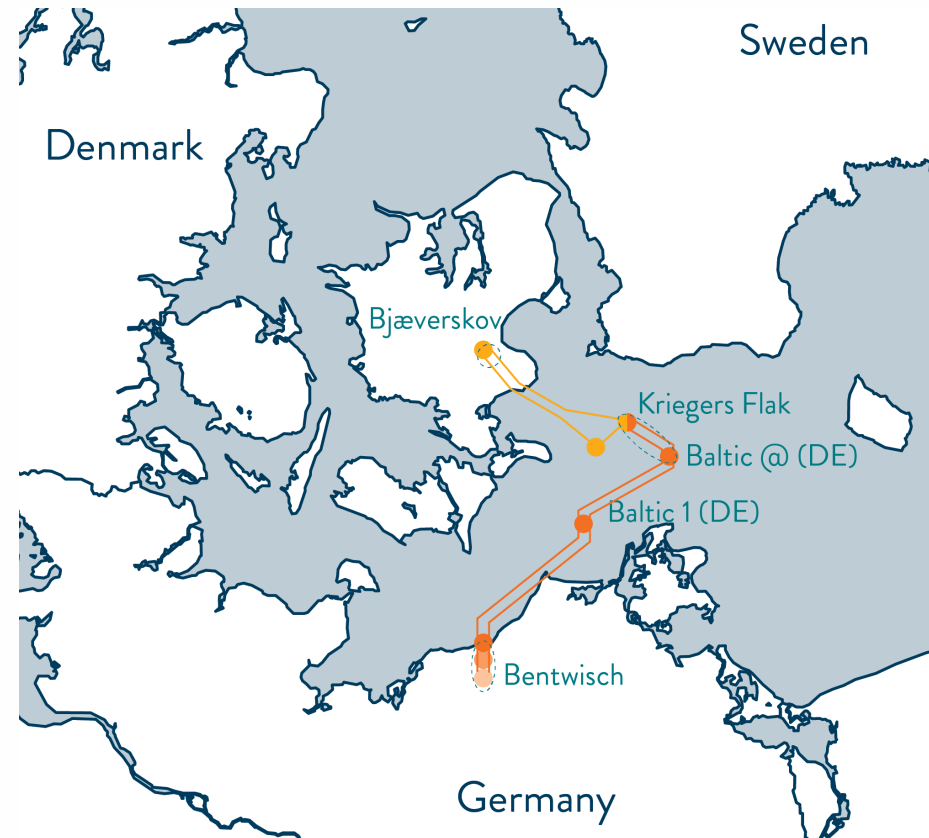 Sweden
Denmark
Bjæverskov
Kriegers Flak
Baltic @ (DE)
Baltic 1 (DE)
Bentwisch
Germany